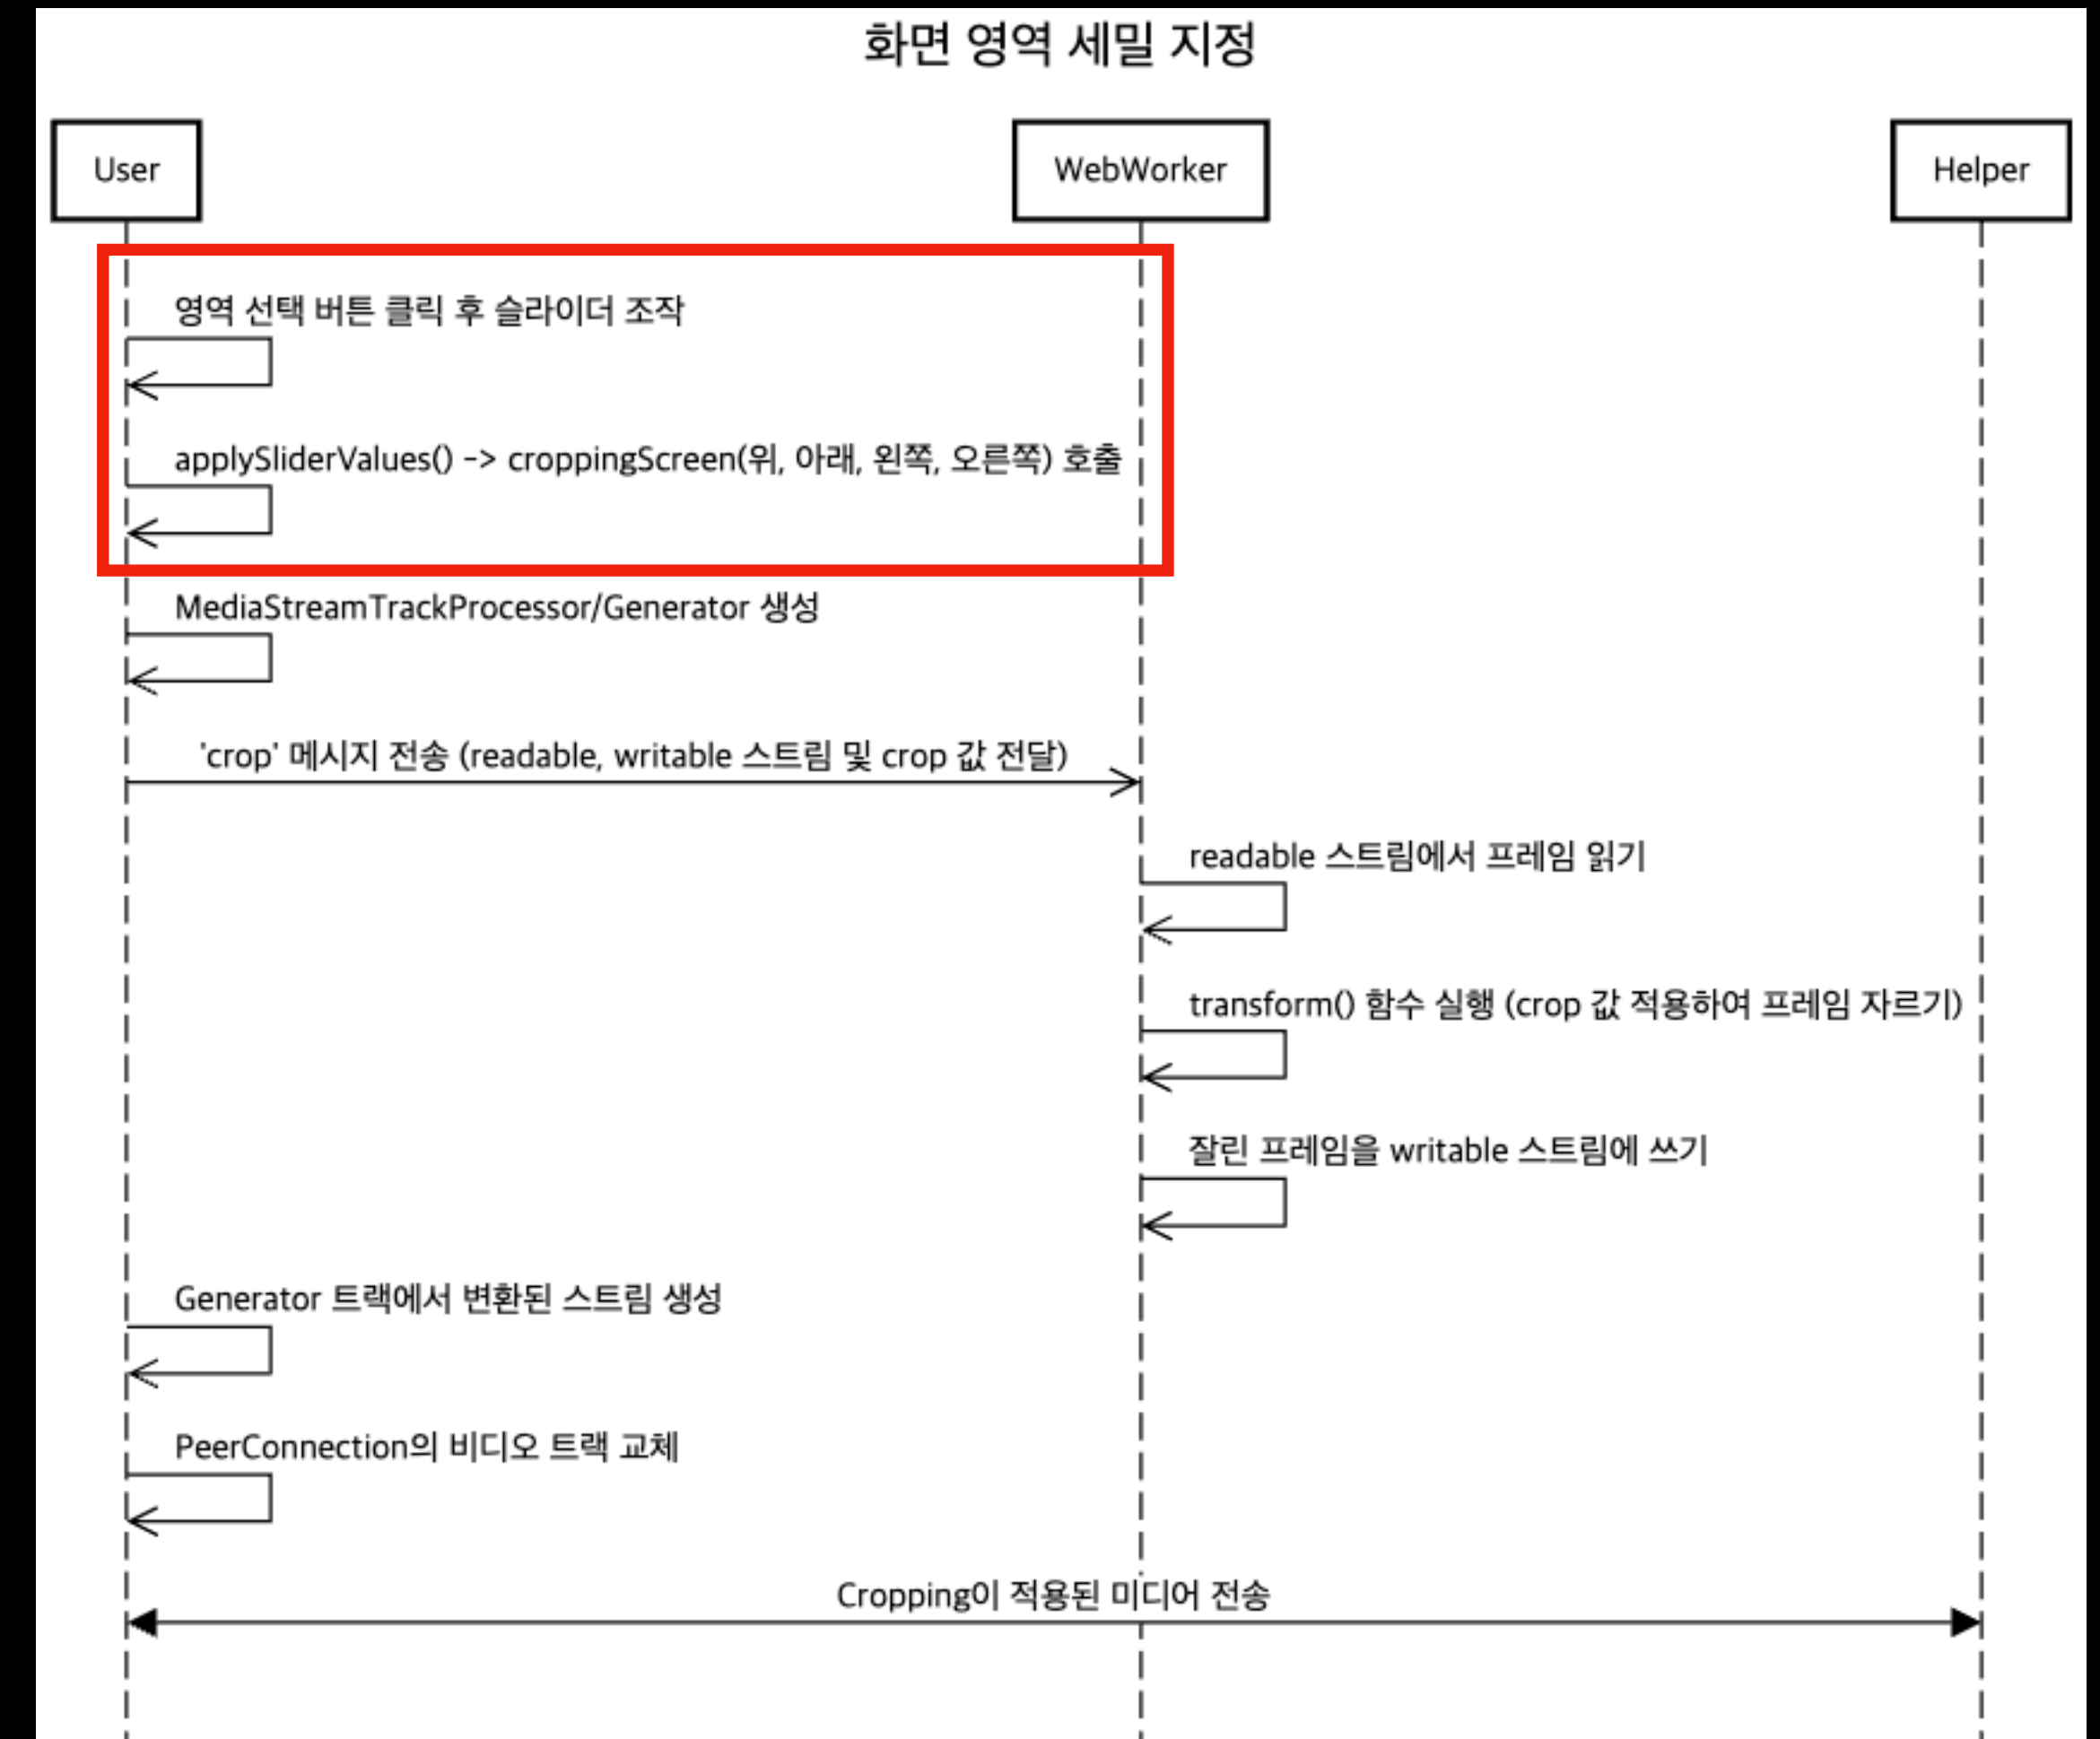 화면 영역 세밀 지정
User
WebWorker
Helper
영역 선택 버튼 클릭 후 슬라이더 조작
applySliderValues() -> croppingScreen(위, 아래, 왼쪽, 오른쪽) 호출
MediaStreamTrackProcessor/Generator 생성
'crop' 메시지 전송 (readable, writable 스트림 및 crop 값 전달)
readable 스트림에서 프레임 읽기
transform() 함수 실행 (crop 값 적용하여 프레임 자르기)
잘린 프레임을 writable 스트림에 쓰기
Generator 트랙에서 변환된 스트림 생성
PeerConnection의 비디오 트랙 교체
Cropping이 적용된 미디어 전송